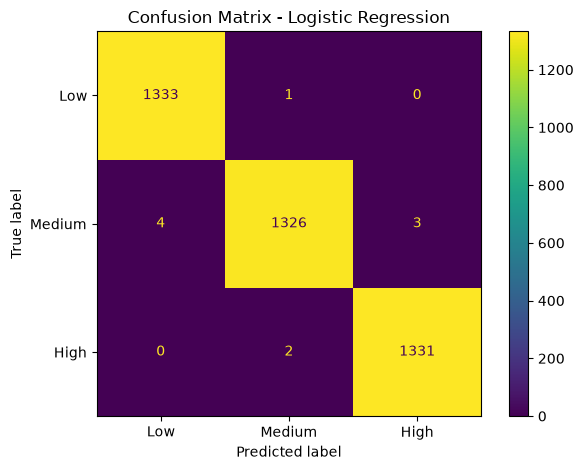 Confusion Matrix - Logistic Regression
True label
Low
1333 1 0
Medium
4 1326 3
High
0 2 1331
Low Medium High
Predicted label
1200
1000
800
600
400
200
0